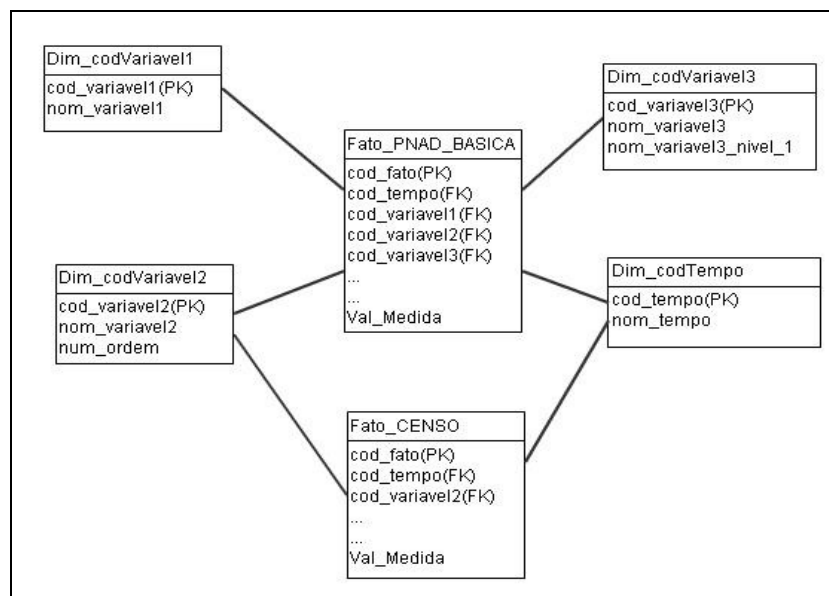 Dim_codVariavel1
cod_variavel1(PK)
nom_variavel1
Dim_codVariavel3
cod_variavel3(PK)
nom_variavel3
nom_variavel3_nivel_1
Fato_PNAD_BASICA
cod_fato(PK)
cod_tempo(FK)
cod_variavel1(FK)
cod_variavel2(FK)
cod_variavel3(FK)
...
...
Val_Medida
Dim_codVariavel2
cod_variavel2(PK)
nom_variavel2
num_ordem
Dim_codTempo
cod_tempo(PK)
nom_tempo
Fato_CENSO
cod_fato(PK)
cod_tempo(FK)
cod_variavel2(FK)
...
...
Val_Medida